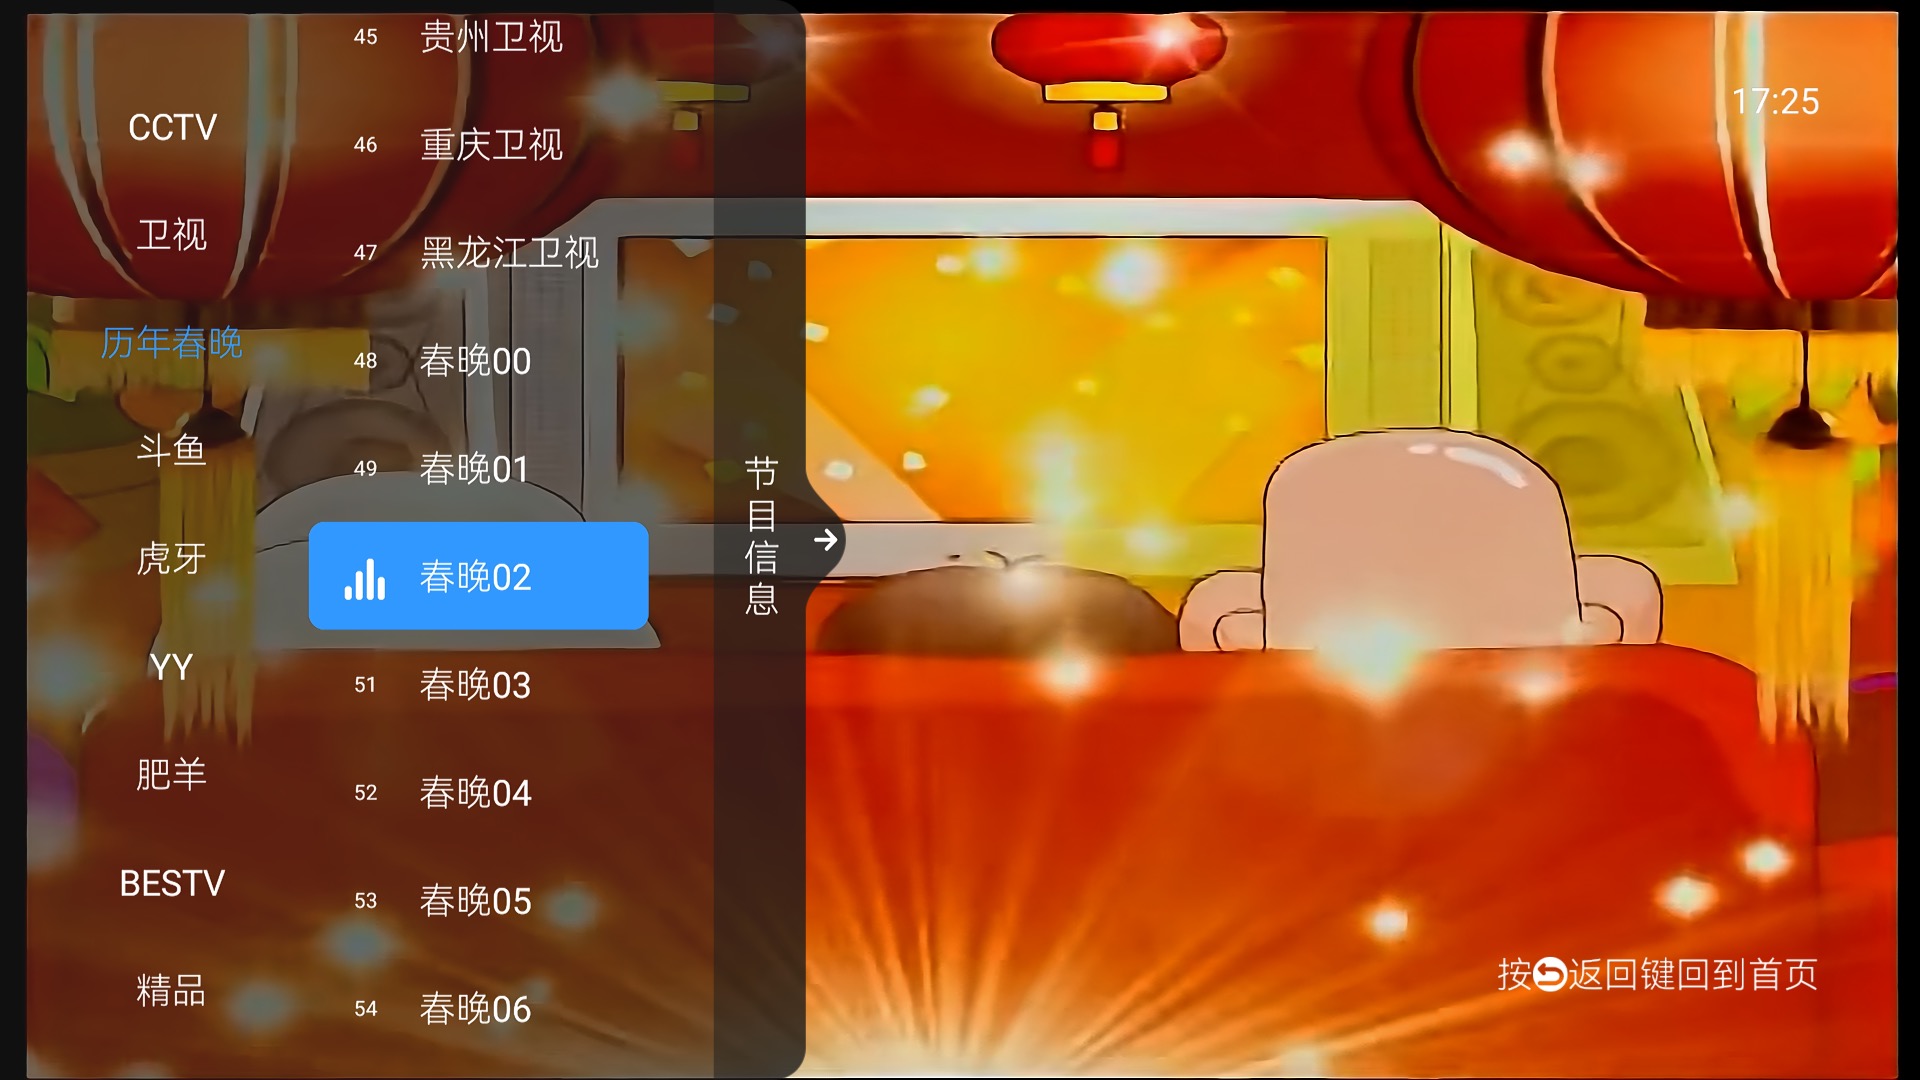 CCTV
卫视
历年春晚
斗鱼
虎牙
YY
肥羊
BESTV
精品
45 贵州卫视
46 重庆卫视
47 黑龙江卫视
48 春晚00
49 春晚01
春晚02
51 春晚03
52 春晚04
53 春晚05
54 春晚06
节目信息
17:25
按返回键回到首页